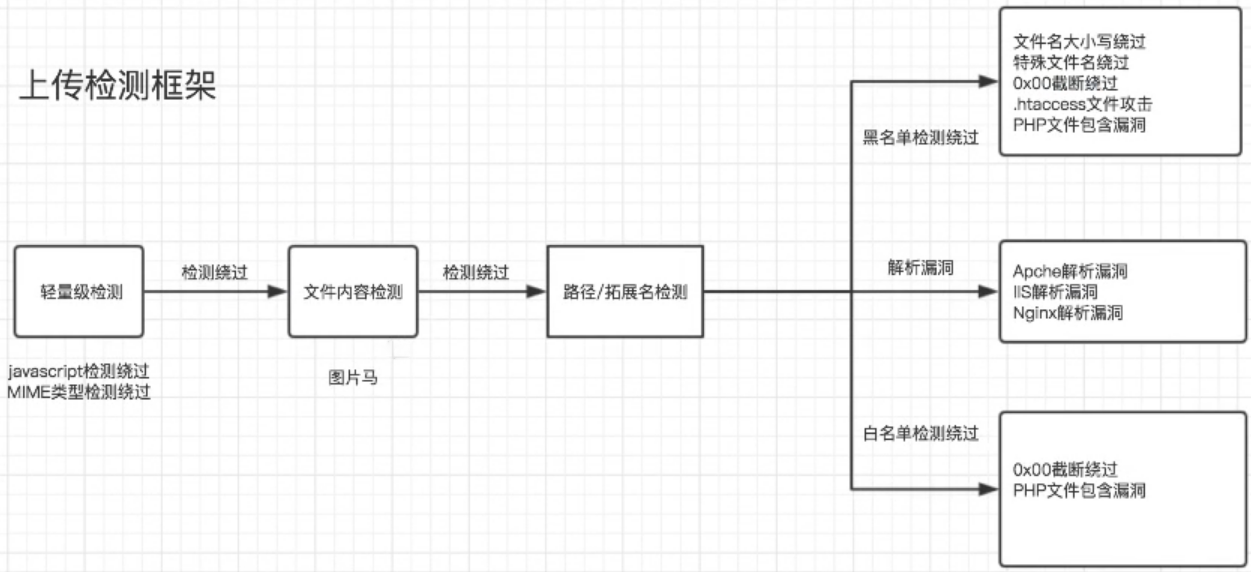 上传检测框架
文件名大小写绕过
特殊文件名绕过
0x00截断绕过
.htaccess文件攻击
PHP文件包含漏洞
黑名单检测绕过
轻量级检测
检测绕过
文件内容检测
检测绕过
路径/拓展名检测
解析漏洞
Apche解析漏洞
IIS解析漏洞
Nginx解析漏洞
javascript检测绕过
MIME类型检测绕过
图片马
白名单检测绕过
0x00截断绕过
PHP文件包含漏洞